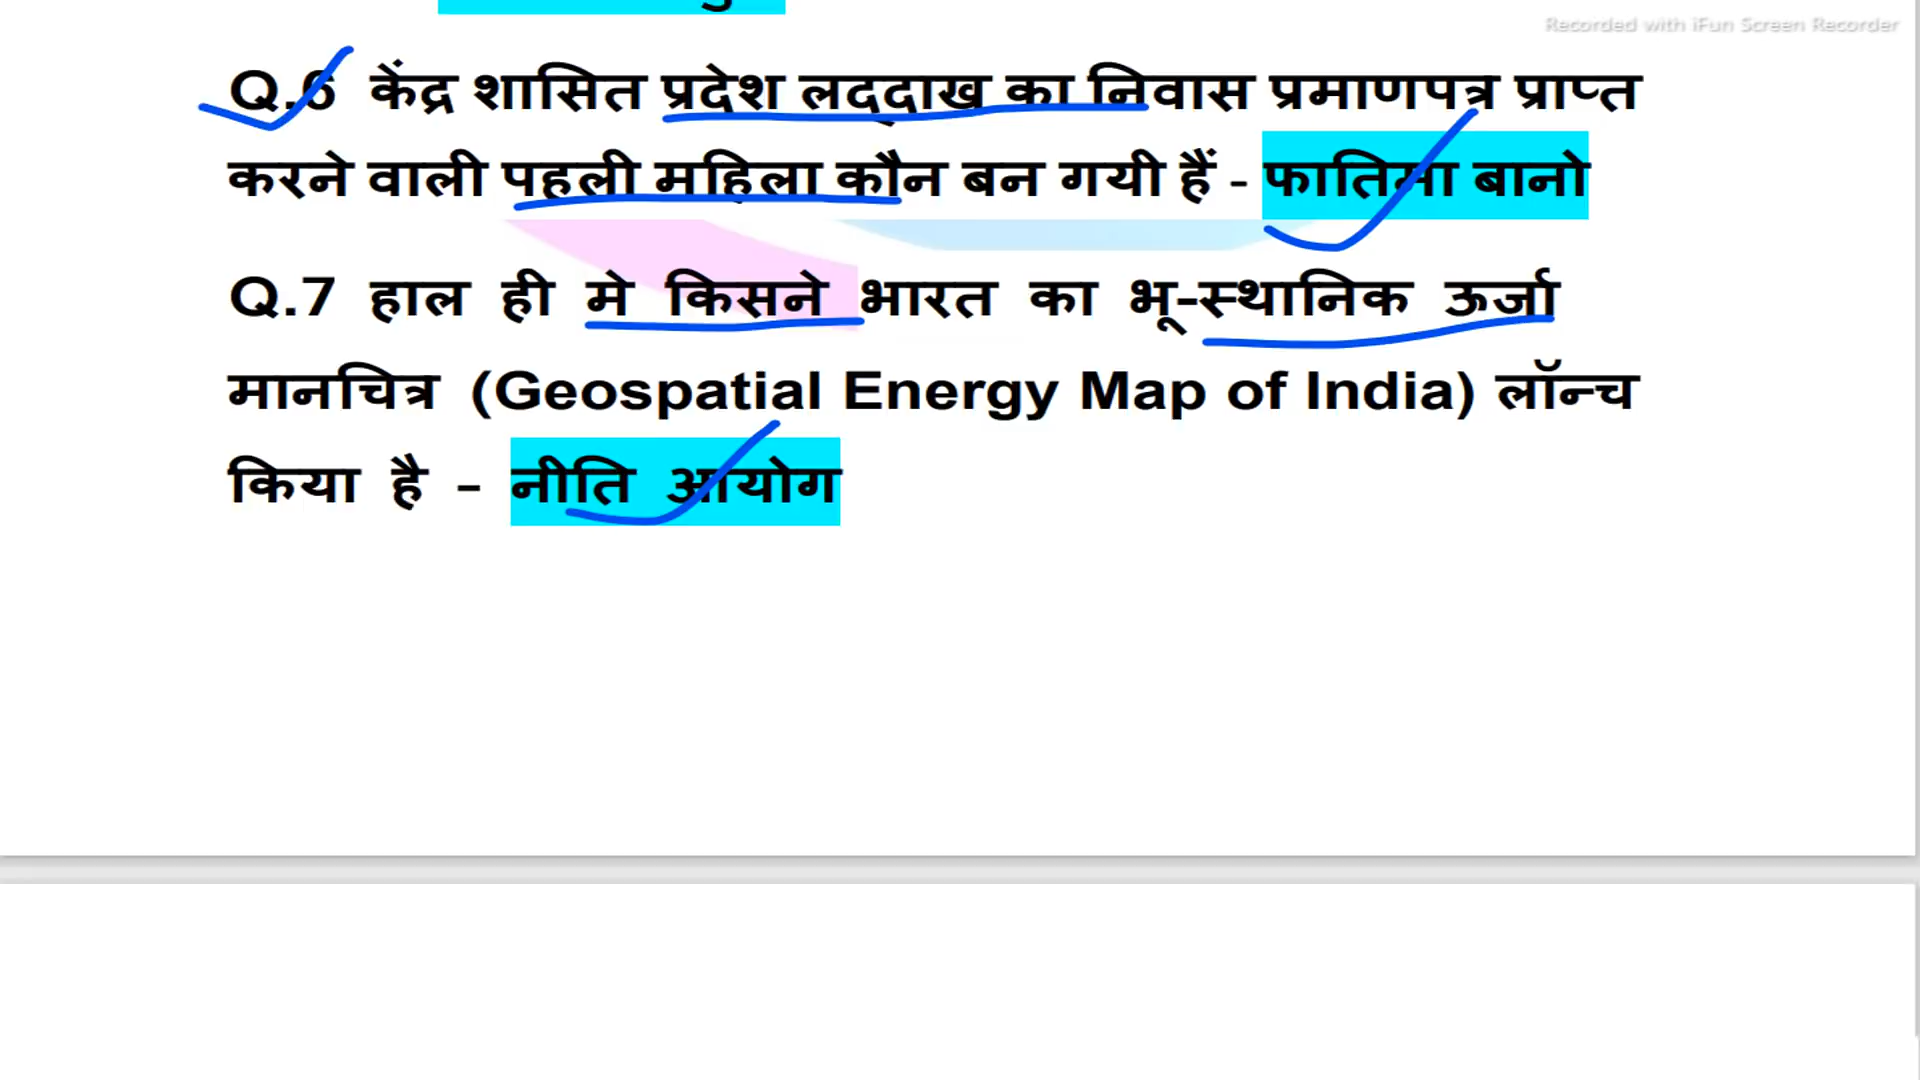 Recorded with iFun Screen Recorder
Q.6 केंद्र शासित प्रदेश लद्दाख का निवास प्रमाणपत्र प्राप्त
करने वाली पहली महिला कौन बन गयी हैं - फातिमा बानो
Q.7 हाल ही मे किसने भारत का भू-स्थानिक ऊर्जा
मानचित्र (Geospatial Energy Map of India) लॉन्च
किया है – नीति आयोग